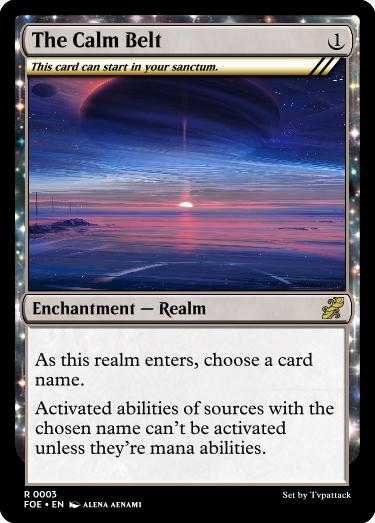 The Calm Belt 1
This card can start in your sanctum.
Enchantment — Realm
As this realm enters, choose a card
name.
Activated abilities of sources with the
chosen name can't be activated
unless they're mana abilities.
R 0003 Set by Tvpattack
FOE • EN ALENA AENAMI